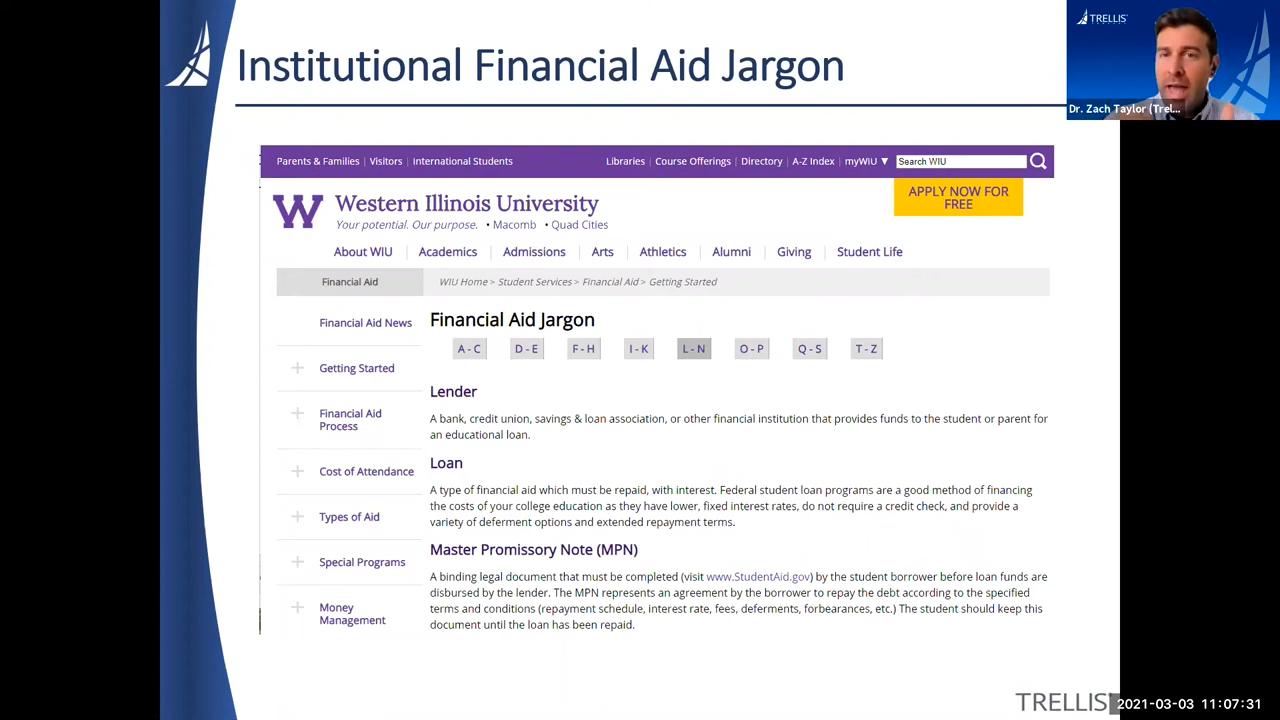 Institutional Financial Aid Jargon
TRELLIS
Dr. Zach Taylor (Trel...
Parents & Families | Visitors | International Students
Libraries | Course Offerings | Directory | A-Z Index | myWIU ▼
Search WIU
W
Western Illinois University
Your potential. Our purpose. • Macomb • Quad Cities
APPLY NOW FOR
FREE
About WIU | Academics | Admissions | Arts | Athletics | Alumni | Giving | Student Life
Financial Aid
WIU Home > Student Services > Financial Aid > Getting Started
Financial Aid News
Getting Started
Financial Aid
Process
Cost of Attendance
Types of Aid
Special Programs
Money
Management
Financial Aid Jargon
A - C D - E F - H I - K L - N O - P Q - S T - Z
Lender
A bank, credit union, savings & loan association, or other financial institution that provides funds to the student or parent for
an educational loan.
Loan
A type of financial aid which must be repaid, with interest. Federal student loan programs are a good method of financing
the costs of your college education as they have lower, fixed interest rates, do not require a credit check, and provide a
variety of deferment options and extended repayment terms.
Master Promissory Note (MPN)
A binding legal document that must be completed (visit www.StudentAid.gov) by the student borrower before loan funds are
disbursed by the lender. The MPN represents an agreement by the borrower to repay the debt according to the specified
terms and conditions (repayment schedule, interest rate, fees, deferments, forbearances, etc.) The student should keep this
document until the loan has been repaid.
TRELLIS
2021-03-03 11:07:31